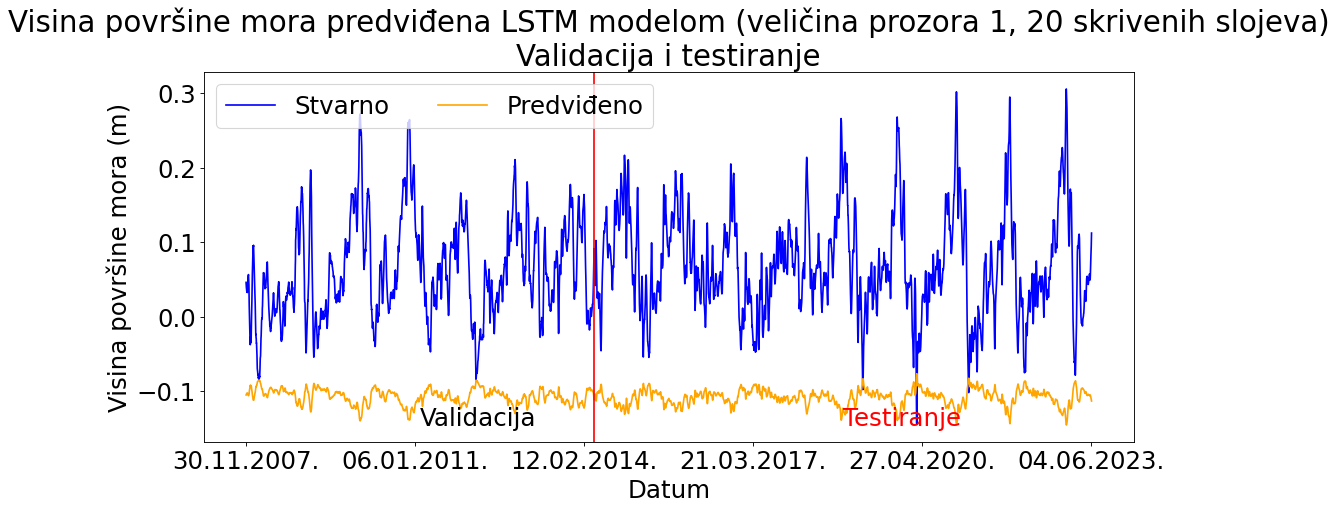 Visina površine mora predviđena LSTM modelom (veličina prozora 1, 20 skrivenih slojeva)
Validacija i testiranje
Stvarno
Predviđeno
Visina površine mora (m)
0.3
0.2
0.1
0.0
−0.1
Validacija
Testiranje
30.11.2007.
06.01.2011.
12.02.2014.
21.03.2017.
27.04.2020.
04.06.2023.
Datum